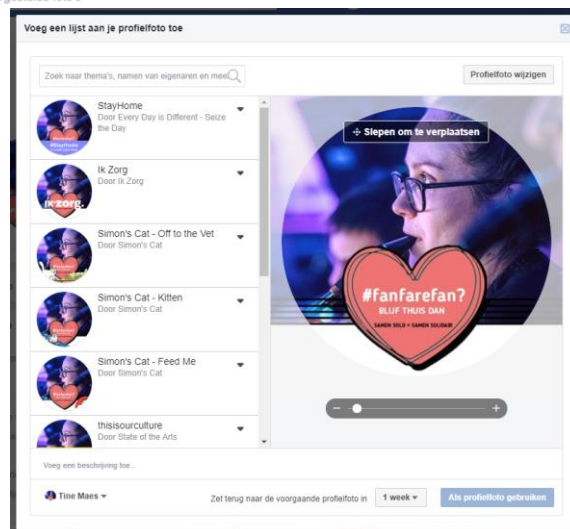 Voeg een lijst aan je profielfoto toe
Zoek naar thema's, namen van eigenaren en mee
Profielfoto wijzigen
StayHome
Door Every Day is Different - Seize
the Day
Ik Zorg
Door Ik Zorg
Simon's Cat - Off to the Vet
Door Simon's Cat
Simon's Cat - Kitten
Door Simon's Cat
Simon's Cat - Feed Me
Door Simon's Cat
thisisourculture
Door State of the Arts
#StayHome
IK ZORG.
Slepen om te verplaatsen
#fanfarefan?
BLIJF THUIS DAN
SAMEN SOLO = SAMEN SOLIDAIR
Voeg een beschrijving toe...
Tine Maes
Zet terug naar de voorgaande profielfoto in
1 week
Als profielfoto gebruiken